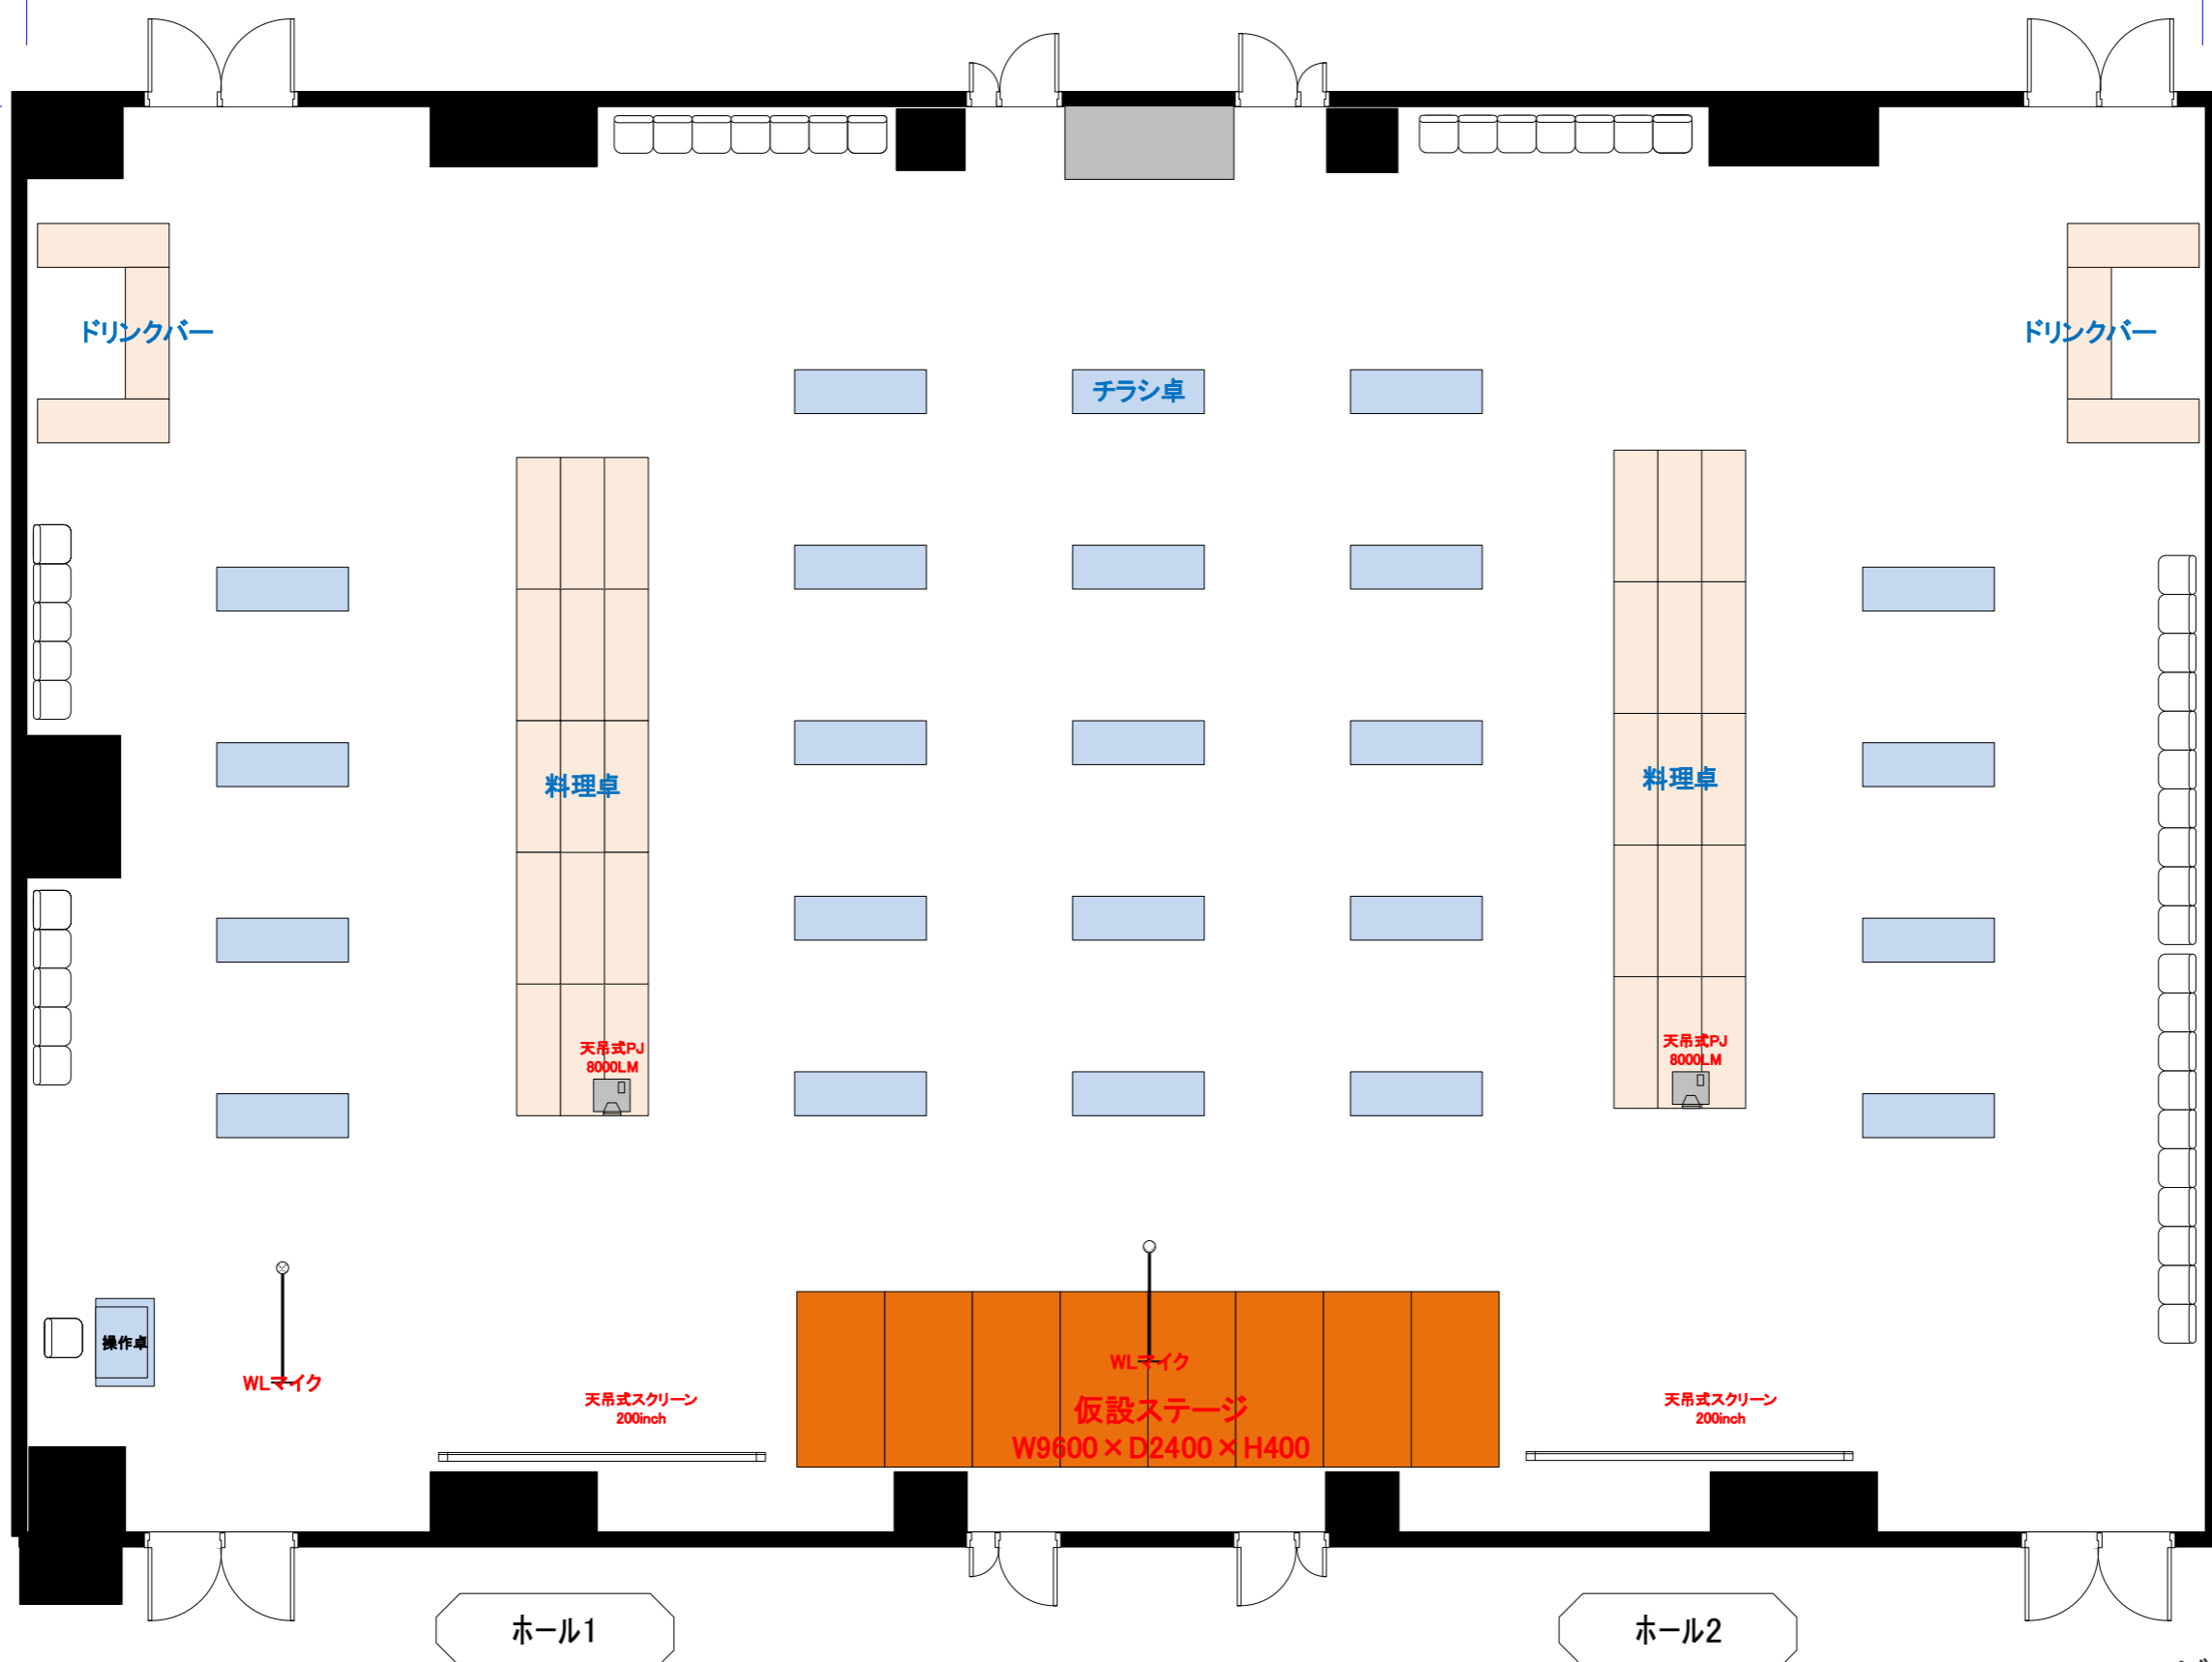 ドリンクバー
ドリンクバー
チラシ卓
料理卓
料理卓
天吊式PJ
8000LM
天吊式PJ
8000LM
操作卓
WLマイク
WLマイク
天吊式スクリーン
200inch
仮設ステージ
W9600×D2400×H400
天吊式スクリーン
200inch
ホール1
ホール2